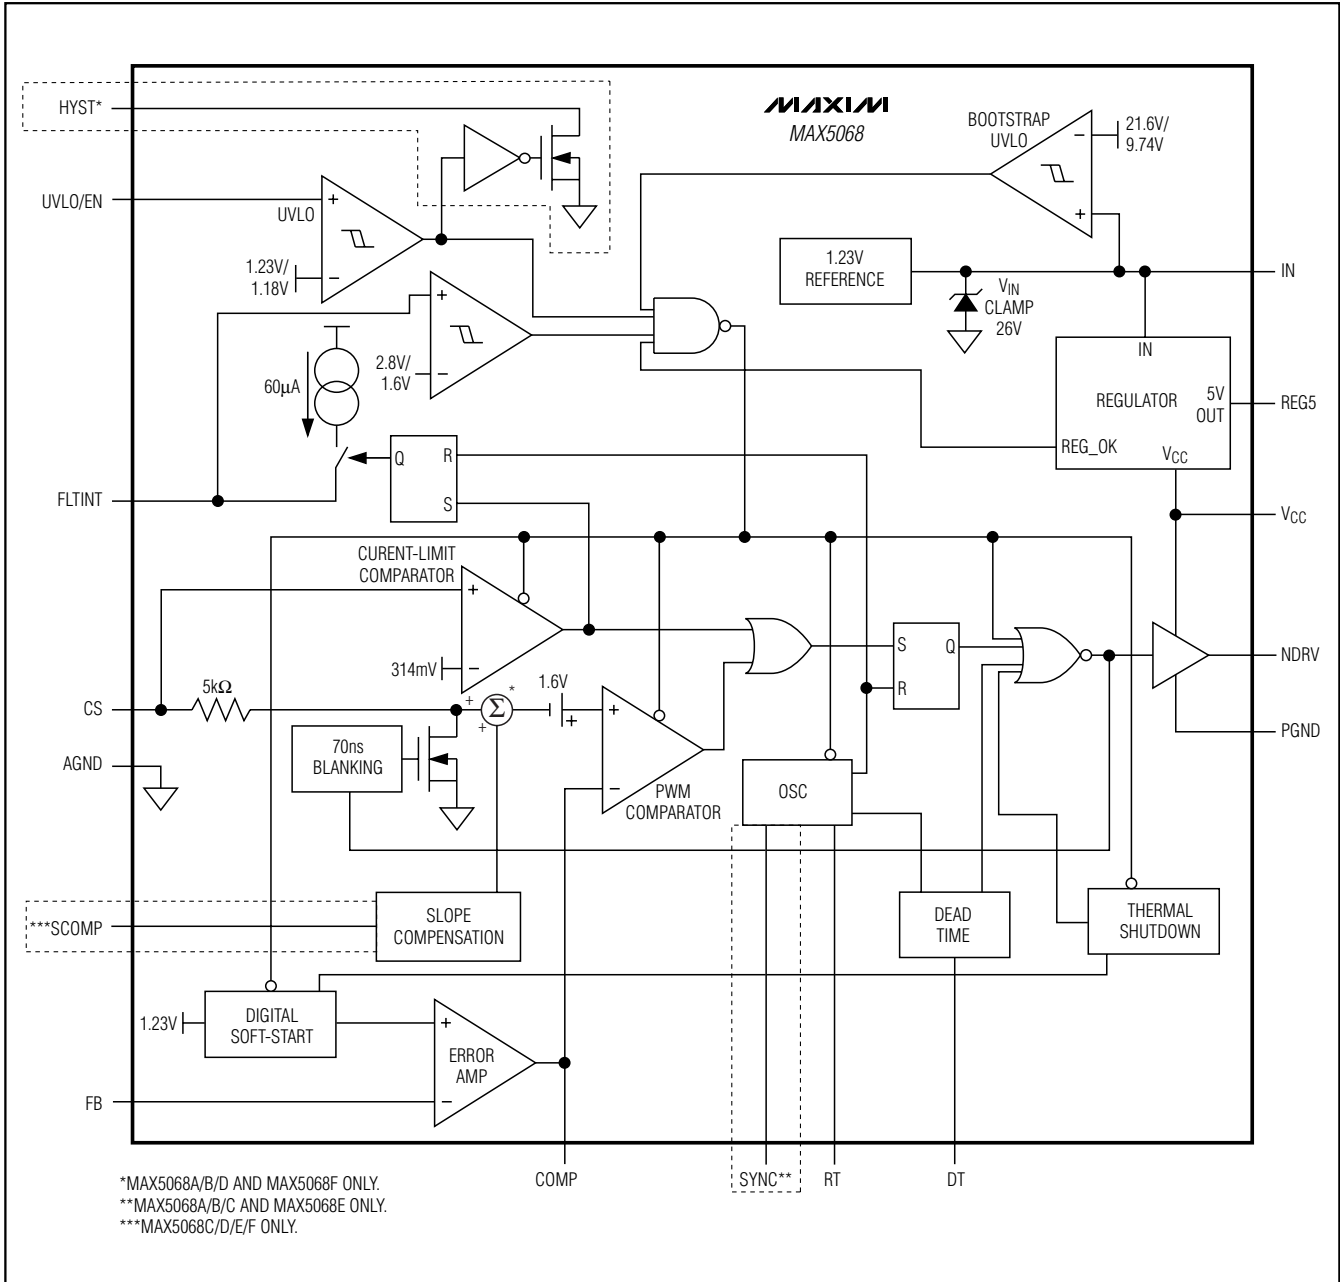 HYST*
MAXIM
MAX5068
BOOTSTRAP
UVLO
−
21.6V/
9.74V
+
UVLO/EN
UVLO
+
1.23V/
1.18V
−
1.23V
REFERENCE
IN
VIN
CLAMP
26V
+
2.8V/
1.6V
−
60µA
IN
REGULATOR
5V
OUT
REG5
REG_OK
VCC
Q
R
S
FLTINT
VCC
CURENT-LIMIT
COMPARATOR
+
314mV
−
S
Q
R
NDRV
5kΩ
CS
+
Σ
*
+
1.6V
+
+
−
PWM
COMPARATOR
PGND
AGND
70ns
BLANKING
OSC
***SCOMP
SLOPE
COMPENSATION
DEAD
TIME
THERMAL
SHUTDOWN
1.23V
DIGITAL
SOFT-START
+
ERROR
AMP
−
FB
COMP
SYNC**
RT
DT
*MAX5068A/B/D AND MAX5068F ONLY.
**MAX5068A/B/C AND MAX5068E ONLY.
***MAX5068C/D/E/F ONLY.